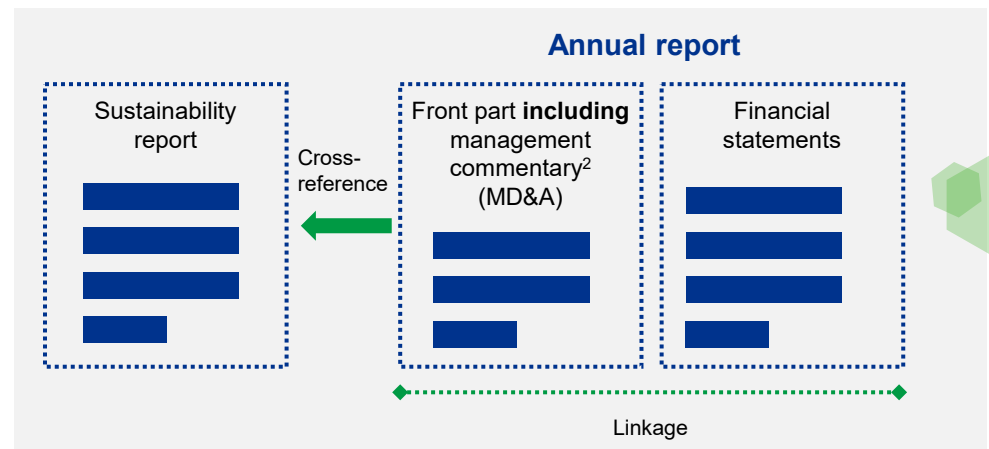 Annual report
Sustainability
report
Cross-
reference
Front part including
management
commentary2
(MD&A)
Financial
statements
Linkage